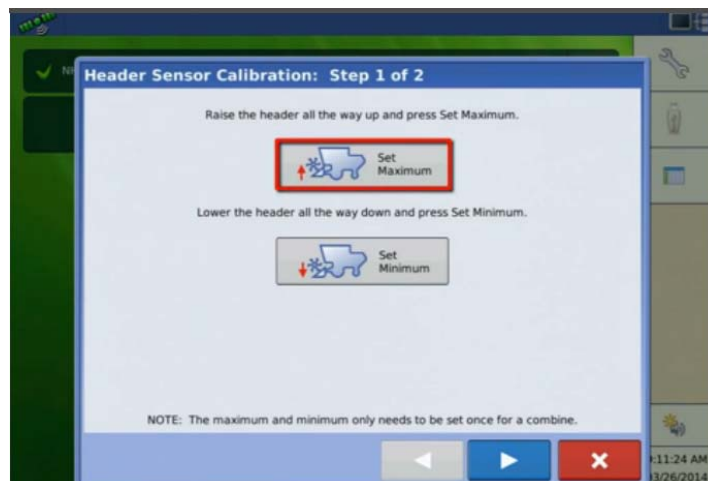 NF
Header Sensor Calibration: Step 1 of 2
Raise the header all the way up and press Set Maximum.
Set
Maximum
Lower the header all the way down and press Set Minimum.
Set
Minimum
NOTE: The maximum and minimum only needs to be set once for a combine.
:11:24 AM
03/26/2014